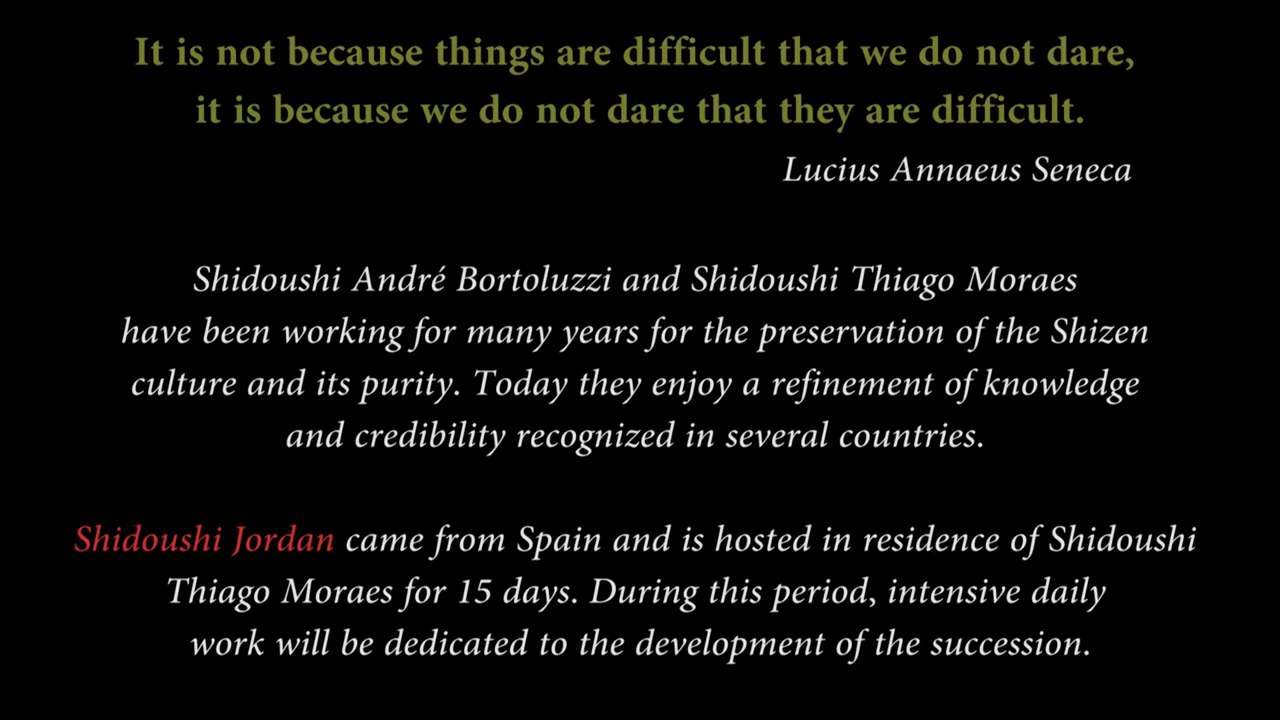 It is not because things are difficult that we do not dare,
it is because we do not dare that they are difficult.
Lucius Annaeus Seneca
Shidoushi André Bortoluzzi and Shidoushi Thiago Moraes
have been working for many years for the preservation of the Shizen
culture and its purity. Today they enjoy a refinement of knowledge
and credibility recognized in several countries.
Shidoushi Jordan came from Spain and is hosted in residence of Shidoushi
Thiago Moraes for 15 days. During this period, intensive daily
work will be dedicated to the development of the succession.